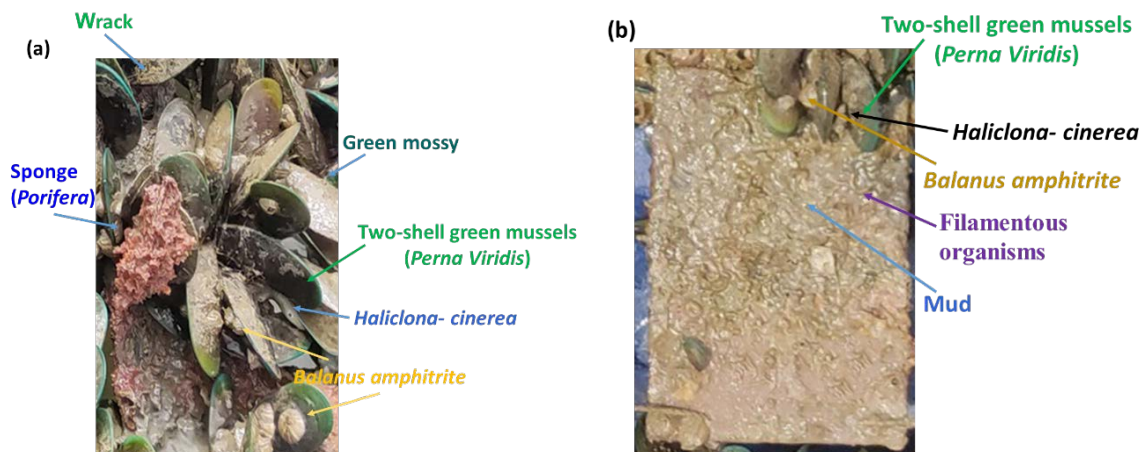 (a)
Wrack
Sponge
(Porifera)
Green mossy
Two-shell green mussels
(Perna Viridis)
Haliclona- cinerea
Balanus amphitrite
(b)
Two-shell green mussels
(Perna Viridis)
Haliclona- cinerea
Balanus amphitrite
Filamentous
organisms
Mud